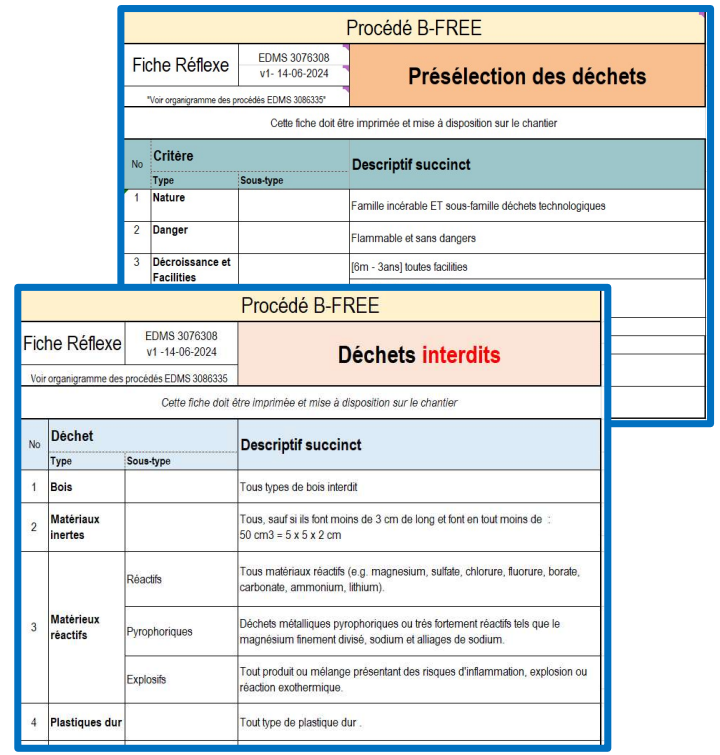 Procédé B-FREE
Fiche Réflexe
EDMS 3076308
v1- 14-06-2024
Présélection des déchets
"Voir organigramme des procédés EDMS 3086335"
Cette fiche doit être imprimée et mise à disposition sur le chantier
No
Critère
Descriptif succinct
Type
Sous-type
1
Nature
Famille incérable ET sous-famille déchets technologiques
2
Danger
Flammable et sans dangers
3
Décroissance et
Facilities
[6m - 3ans] toutes facilities
Procédé B-FREE
Fiche Réflexe
EDMS 3076308
v1 -14-06-2024
Déchets interdits
Voir organigramme des procédés EDMS 3086335
Cette fiche doit être imprimée et mise à disposition sur le chantier
No
Déchet
Descriptif succinct
Type
Sous-type
1
Bois
Tous types de bois interdit
2
Matériaux
inertes
Tous, sauf si ils font moins de 3 cm de long et font en tout moins de :
50 cm3 = 5 x 5 x 2 cm
3
Matérieux
réactifs
Réactifs
Tous matériaux réactifs (e.g. magnesium, sulfate, chlorure, fluorure, borate,
carbonate, ammonium, lithium).
Pyrophoriques
Déchets métalliques pyrophoriques ou trés fortement réactifs tels que le
magnésium finement divisé, sodium et alliages de sodium.
Explosifs
Tout produit ou mélange présentant des risques d'inflammation, explosion ou
réaction exothermique.
4
Plastiques dur
Tout type de plastique dur .